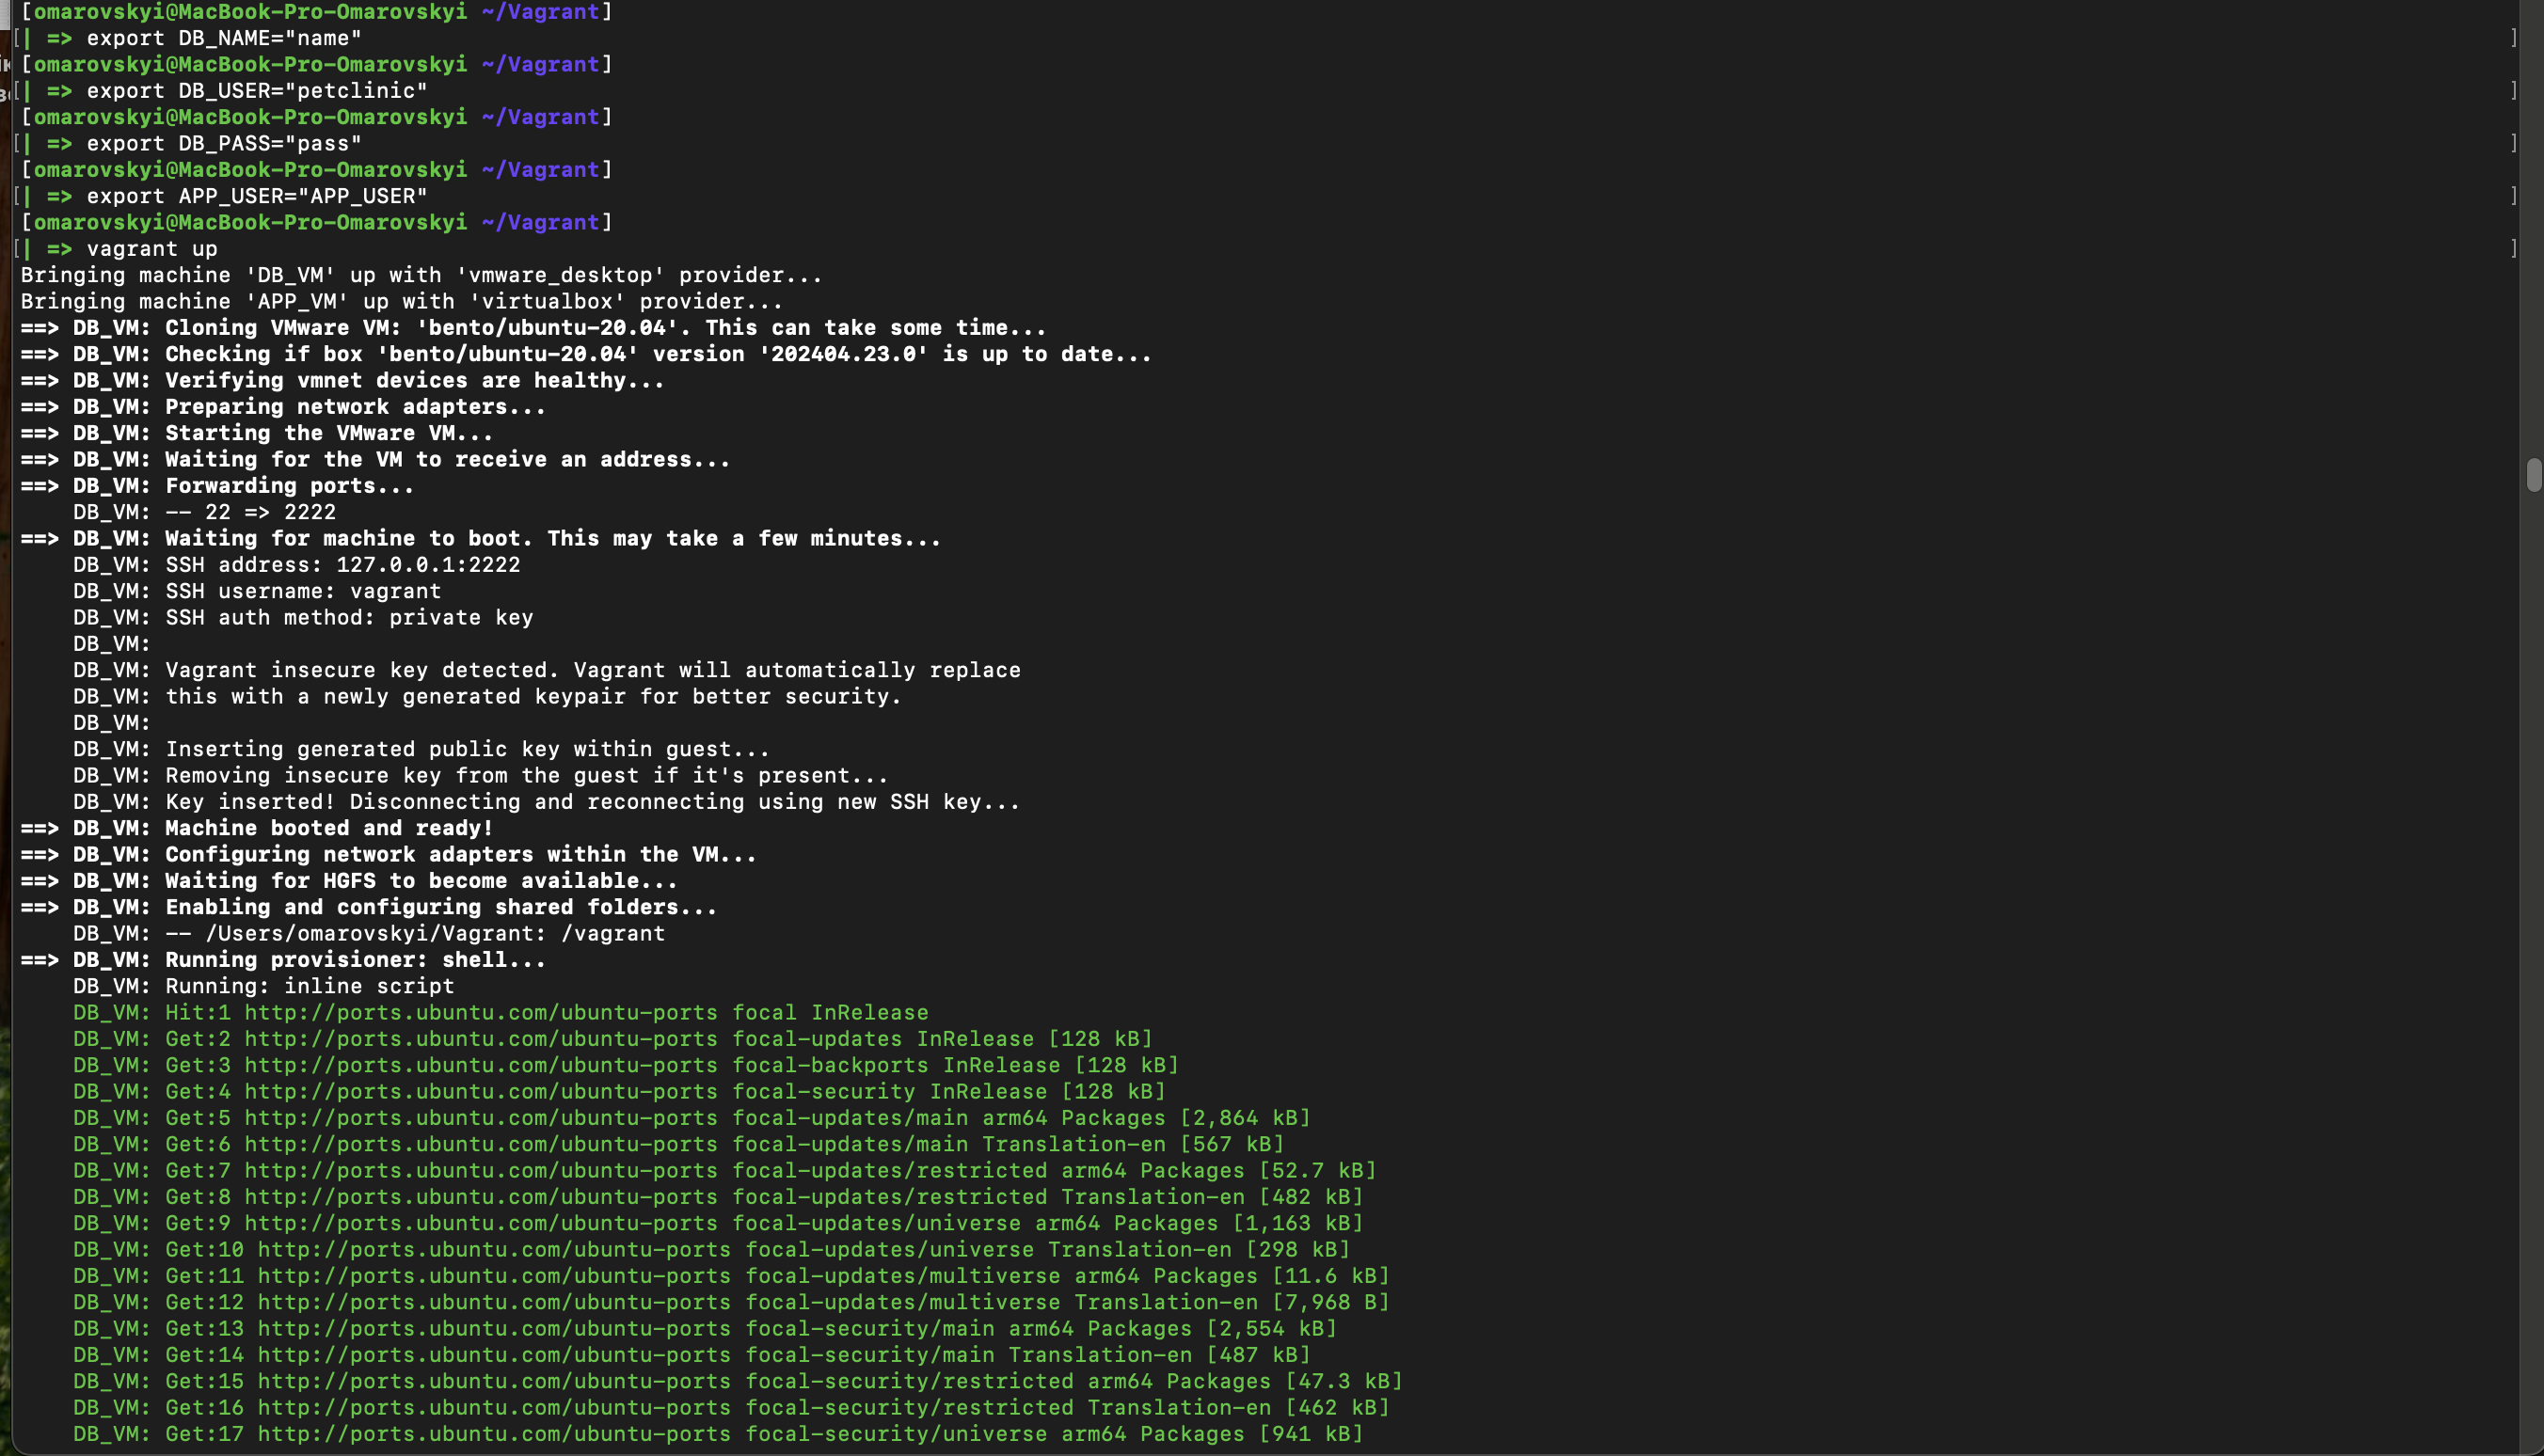 [omarovskyi@MacBook-Pro-Omarovskyi ~/Vagrant]
[| => export DB_NAME="name" ]
[omarovskyi@MacBook-Pro-Omarovskyi ~/Vagrant]
[| => export DB_USER="petclinic" ]
[omarovskyi@MacBook-Pro-Omarovskyi ~/Vagrant]
[| => export DB_PASS="pass" ]
[omarovskyi@MacBook-Pro-Omarovskyi ~/Vagrant]
[| => export APP_USER="APP_USER" ]
[omarovskyi@MacBook-Pro-Omarovskyi ~/Vagrant]
[| => vagrant up ]
Bringing machine 'DB_VM' up with 'vmware_desktop' provider...
Bringing machine 'APP_VM' up with 'virtualbox' provider...
==> DB_VM: Cloning VMware VM: 'bento/ubuntu-20.04'. This can take some time...
==> DB_VM: Checking if box 'bento/ubuntu-20.04' version '202404.23.0' is up to date...
==> DB_VM: Verifying vmnet devices are healthy...
==> DB_VM: Preparing network adapters...
==> DB_VM: Starting the VMware VM...
==> DB_VM: Waiting for the VM to receive an address...
==> DB_VM: Forwarding ports...
    DB_VM: -- 22 => 2222
==> DB_VM: Waiting for machine to boot. This may take a few minutes...
    DB_VM: SSH address: 127.0.0.1:2222
    DB_VM: SSH username: vagrant
    DB_VM: SSH auth method: private key
    DB_VM:
    DB_VM: Vagrant insecure key detected. Vagrant will automatically replace
    DB_VM: this with a newly generated keypair for better security.
    DB_VM:
    DB_VM: Inserting generated public key within guest...
    DB_VM: Removing insecure key from the guest if it's present...
    DB_VM: Key inserted! Disconnecting and reconnecting using new SSH key...
==> DB_VM: Machine booted and ready!
==> DB_VM: Configuring network adapters within the VM...
==> DB_VM: Waiting for HGFS to become available...
==> DB_VM: Enabling and configuring shared folders...
    DB_VM: -- /Users/omarovskyi/Vagrant: /vagrant
==> DB_VM: Running provisioner: shell...
    DB_VM: Running: inline script
    DB_VM: Hit:1 http://ports.ubuntu.com/ubuntu-ports focal InRelease
    DB_VM: Get:2 http://ports.ubuntu.com/ubuntu-ports focal-updates InRelease [128 kB]
    DB_VM: Get:3 http://ports.ubuntu.com/ubuntu-ports focal-backports InRelease [128 kB]
    DB_VM: Get:4 http://ports.ubuntu.com/ubuntu-ports focal-security InRelease [128 kB]
    DB_VM: Get:5 http://ports.ubuntu.com/ubuntu-ports focal-updates/main arm64 Packages [2,864 kB]
    DB_VM: Get:6 http://ports.ubuntu.com/ubuntu-ports focal-updates/main Translation-en [567 kB]
    DB_VM: Get:7 http://ports.ubuntu.com/ubuntu-ports focal-updates/restricted arm64 Packages [52.7 kB]
    DB_VM: Get:8 http://ports.ubuntu.com/ubuntu-ports focal-updates/restricted Translation-en [482 kB]
    DB_VM: Get:9 http://ports.ubuntu.com/ubuntu-ports focal-updates/universe arm64 Packages [1,163 kB]
    DB_VM: Get:10 http://ports.ubuntu.com/ubuntu-ports focal-updates/universe Translation-en [298 kB]
    DB_VM: Get:11 http://ports.ubuntu.com/ubuntu-ports focal-updates/multiverse arm64 Packages [11.6 kB]
    DB_VM: Get:12 http://ports.ubuntu.com/ubuntu-ports focal-updates/multiverse Translation-en [7,968 B]
    DB_VM: Get:13 http://ports.ubuntu.com/ubuntu-ports focal-security/main arm64 Packages [2,554 kB]
    DB_VM: Get:14 http://ports.ubuntu.com/ubuntu-ports focal-security/main Translation-en [487 kB]
    DB_VM: Get:15 http://ports.ubuntu.com/ubuntu-ports focal-security/restricted arm64 Packages [47.3 kB]
    DB_VM: Get:16 http://ports.ubuntu.com/ubuntu-ports focal-security/restricted Translation-en [462 kB]
    DB_VM: Get:17 http://ports.ubuntu.com/ubuntu-ports focal-security/universe arm64 Packages [941 kB]